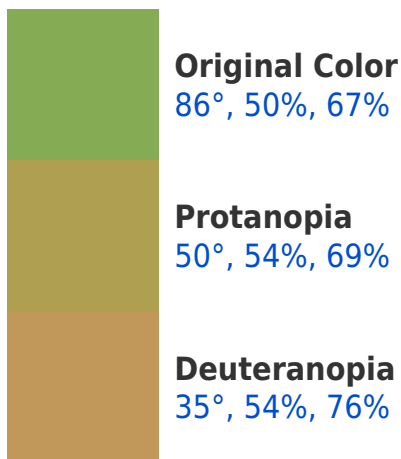 Original Color
86°, 50%, 67%
Protanopia
50°, 54%, 69%
Deuteranopia
35°, 54%, 76%